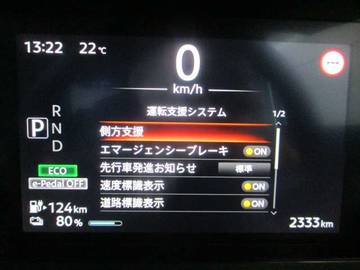 13:22 22℃
0
km/h
運転支援システム
1/2
R
P N
D
側方支援
エマージェンシーブレーキ ON
先行車発進お知らせ 標準
速度標識表示 ON
道路標識表示 ON
ECO
e-Pedal OFF
124km
80%
2333km